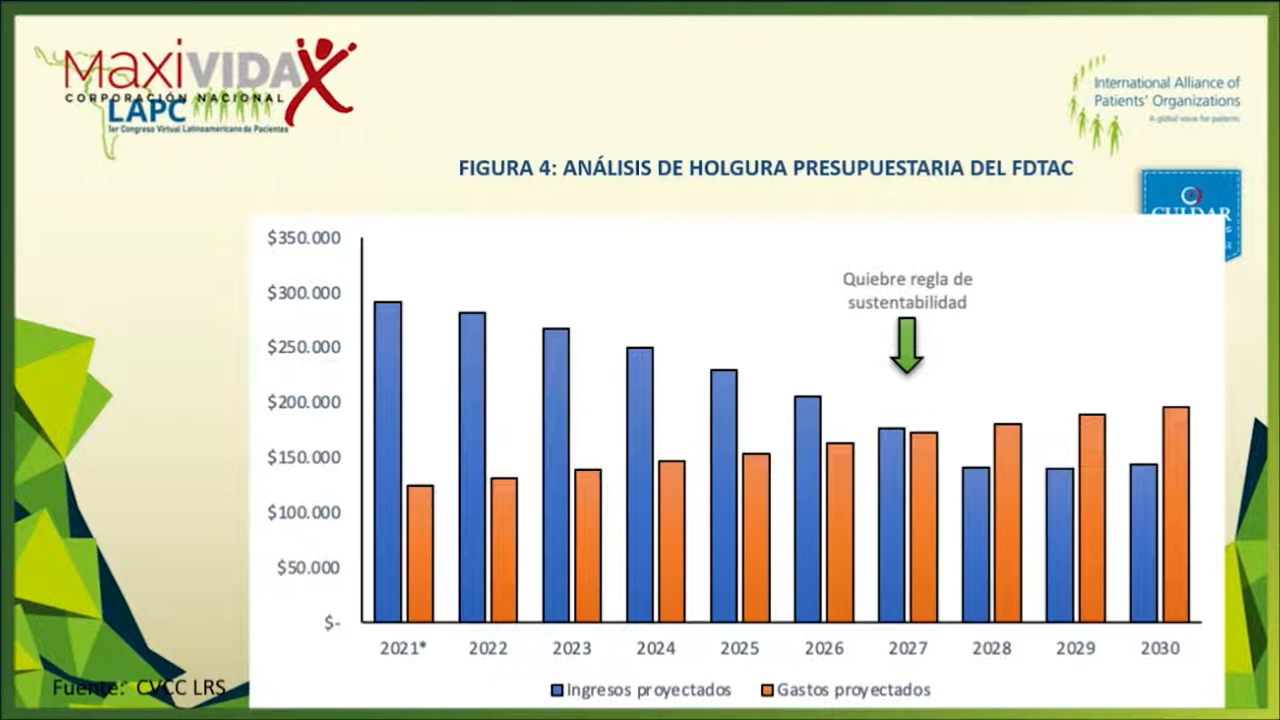 MaxiVIDA
CORPORACIÓN NACIONAL
LAPC
1er Congreso Virtual Latinoamericano de Pacientes
International Alliance of
Patients' Organizations
A global voice for patients
FIGURA 4: ANÁLISIS DE HOLGURA PRESUPUESTARIA DEL FDTAC
CUIDAR
$350.000
$300.000
$250.000
$200.000
$150.000
$100.000
$50.000
$-
Quiebre regla de
sustentabilidad
2021* 2022 2023 2024 2025 2026 2027 2028 2029 2030
Ingresos proyectados Gastos proyectados
Fuente: CVCC LRS